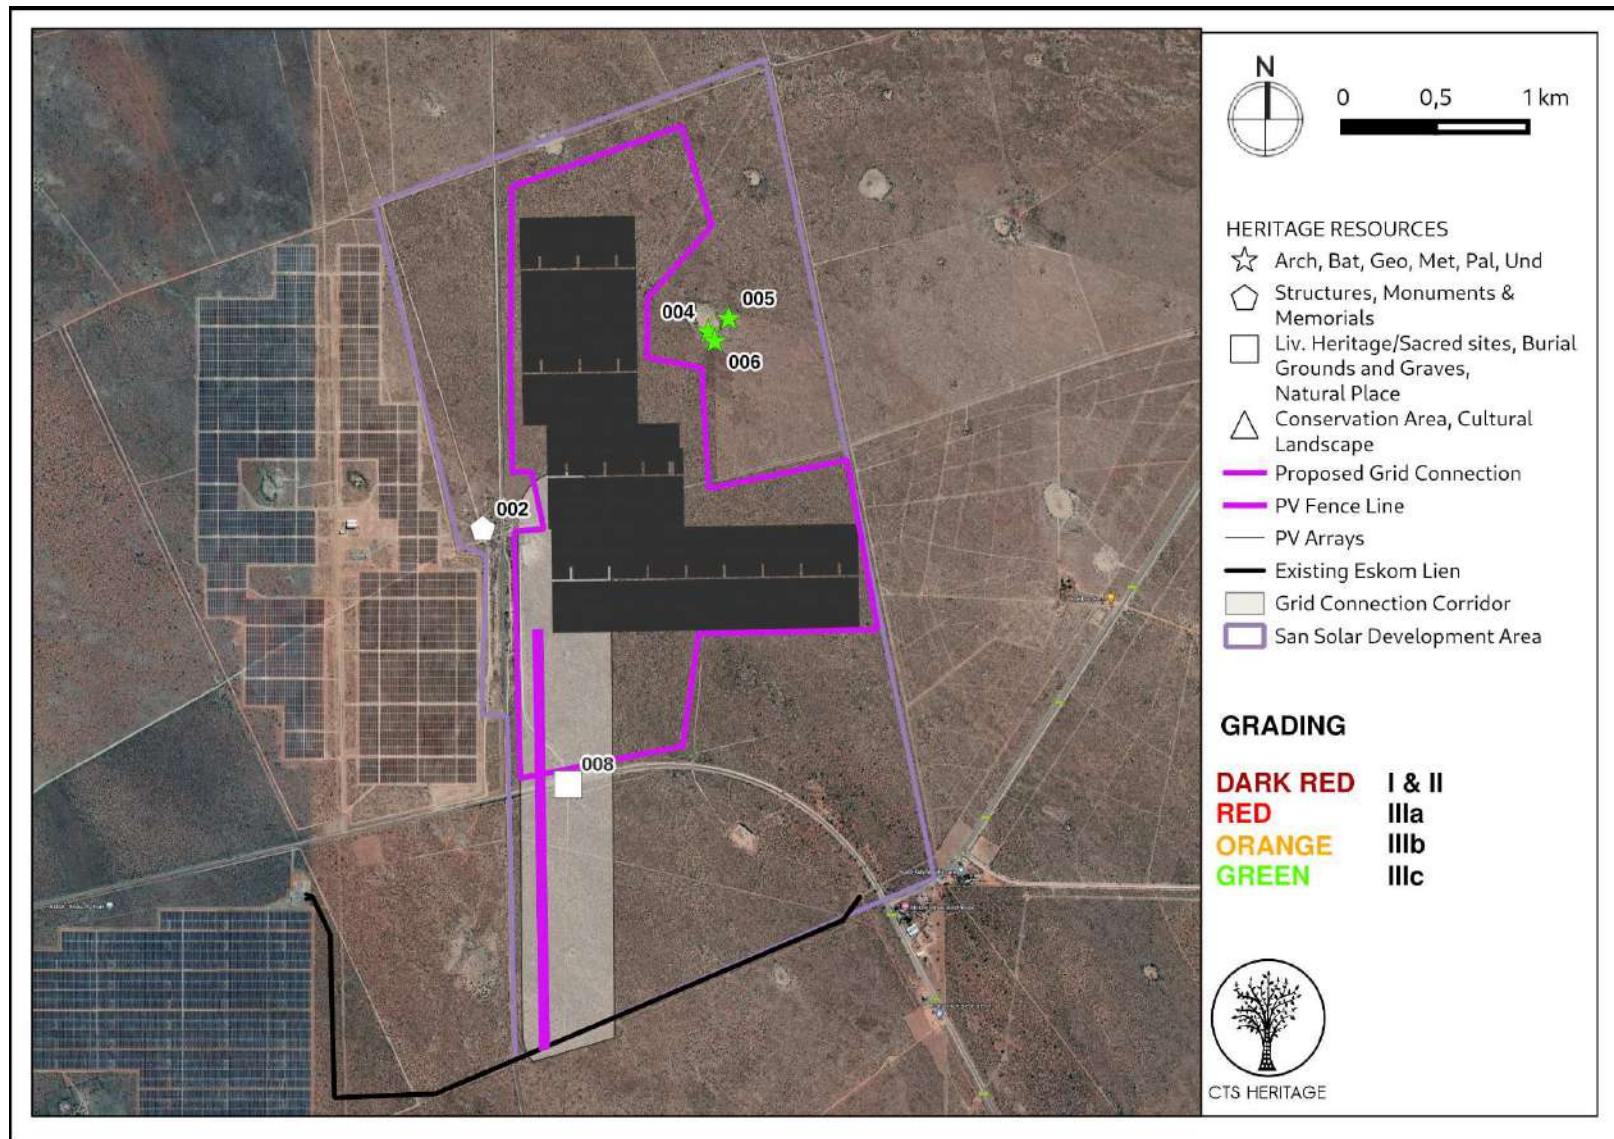 N
0 0,5 1 km
HERITAGE RESOURCES
Arch, Bat, Geo, Met, Pal, Und
Structures, Monuments &
Memorials
Liv. Heritage/Sacred sites, Burial
Grounds and Graves,
Natural Place
Conservation Area, Cultural
Landscape
Proposed Grid Connection
PV Fence Line
PV Arrays
Existing Eskom Lien
Grid Connection Corridor
San Solar Development Area
GRADING
DARK RED I & II
RED IIIa
ORANGE IIIb
GREEN IIIc
CTS HERITAGE
005
004
006
002
008